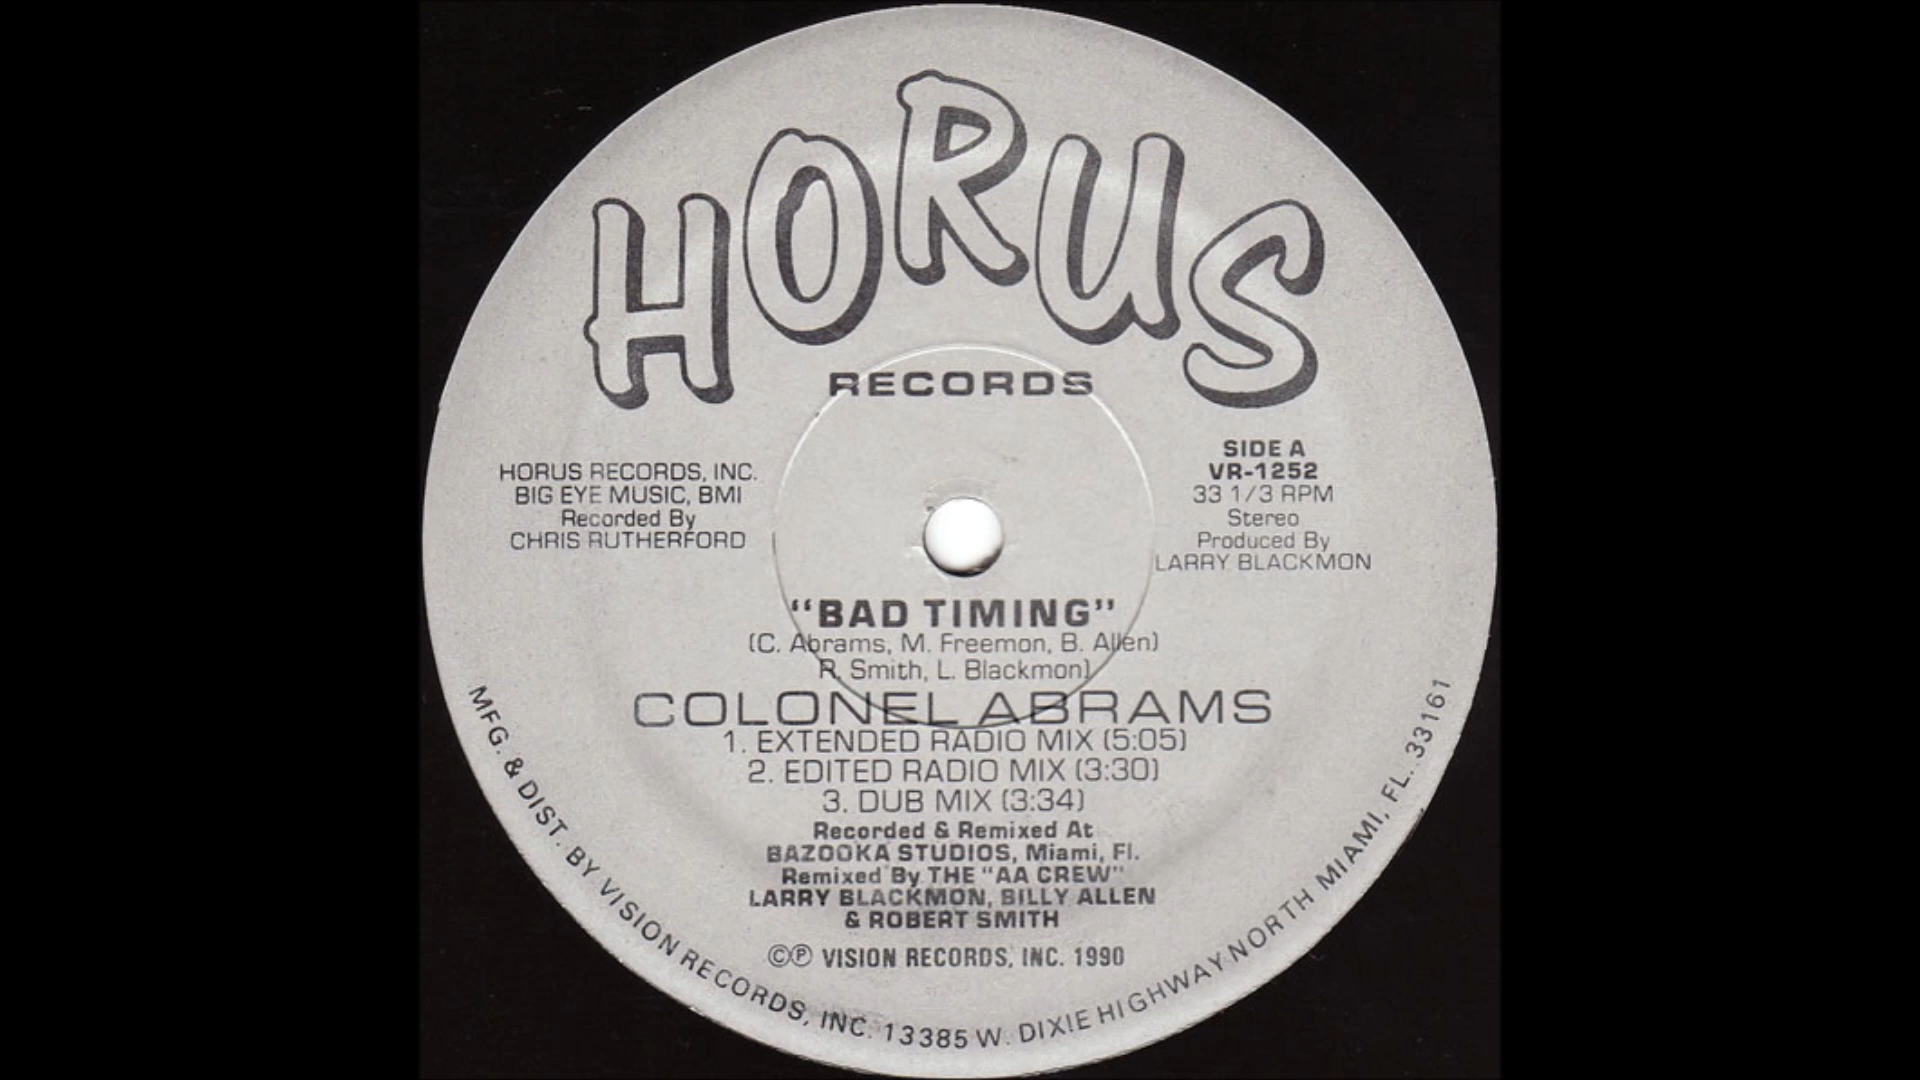 HORUS
RECORDS
HORUS RECORDS, INC.
BIG EYE MUSIC, BMI
Recorded By
CHRIS RUTHERFORD
SIDE A
VR-1252
33 1/3 RPM
Stereo
Produced By
LARRY BLACKMON
"BAD TIMING"
(C. Abrams, M. Freemon, B. Allen)
R. Smith, L. Blackmon)
COLONEL ABRAMS
1. EXTENDED RADIO MIX (5:05)
2. EDITED RADIO MIX (3:30)
3. DUB MIX (3:34)
Recorded & Remixed At
BAZOOKA STUDIOS, Miami, Fl.
Remixed By THE "AA CREW"
LARRY BLACKMON, BILLY ALLEN
& ROBERT SMITH
©℗ VISION RECORDS, INC. 1990
MFG. & DIST. BY VISION RECORDS, INC. 13385 W. DIXIE HIGHWAY NORTH MIAMI, FL. 33161